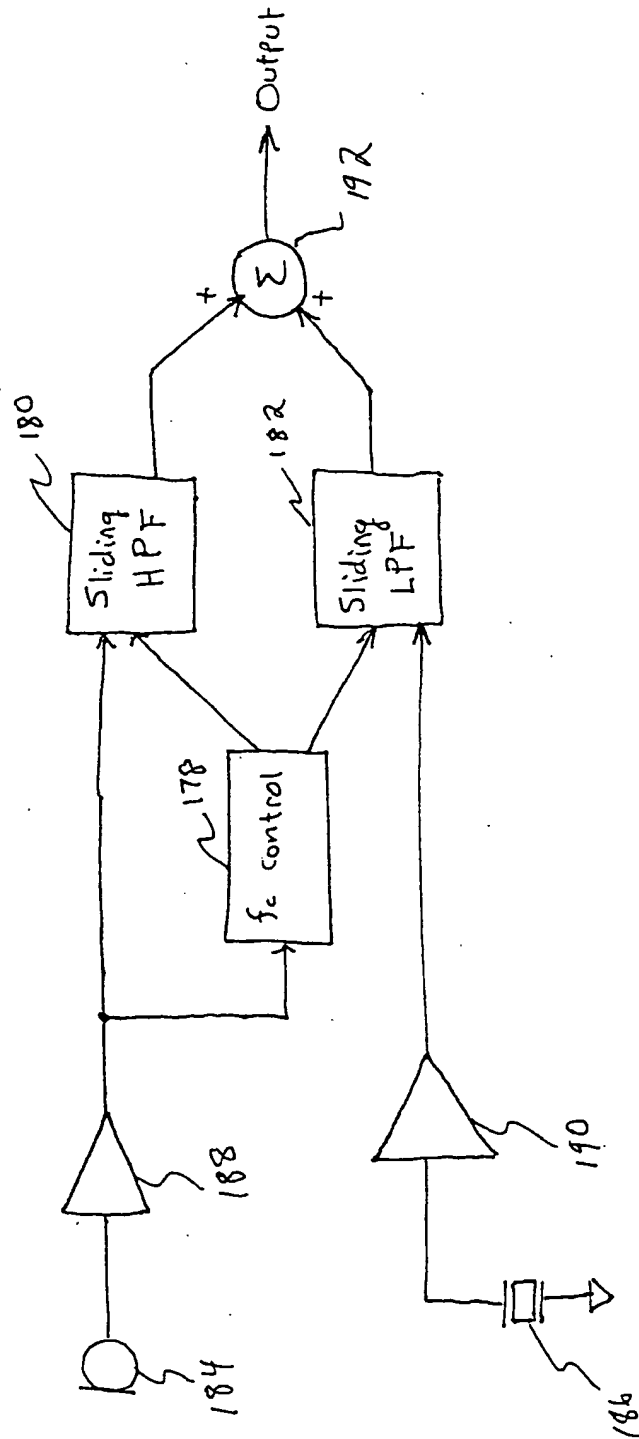 184
188
180
Sliding
HPF
178
fc control
+
Σ
Output
192
+
182
Sliding
LPF
190
186